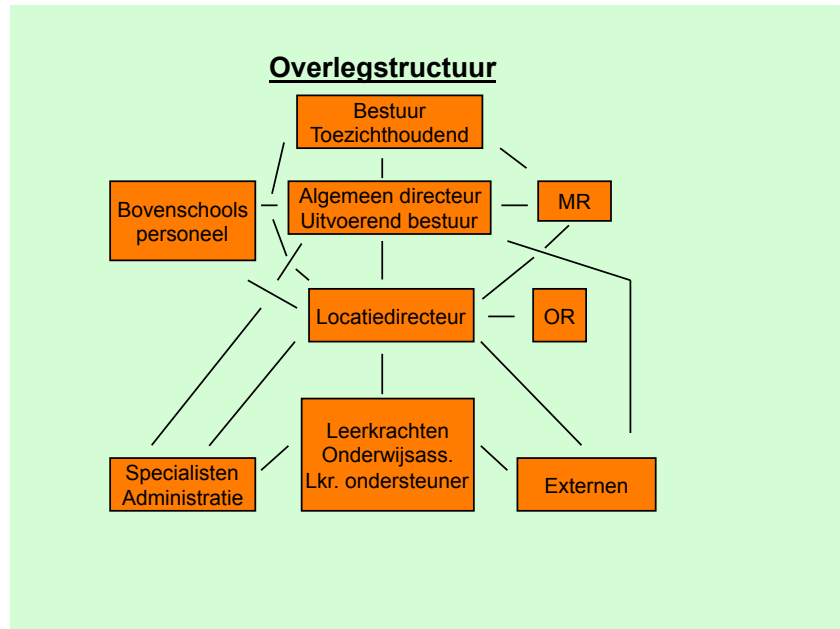 Overlegstructuur
Bestuur
Toezichthoudend
Bovenschools
personeel
Algemeen directeur
Uitvoerend bestuur
MR
Locatiedirecteur
OR
Specialisten
Administratie
Leerkrachten
Onderwijsass.
Lkr. ondersteuner
Externen